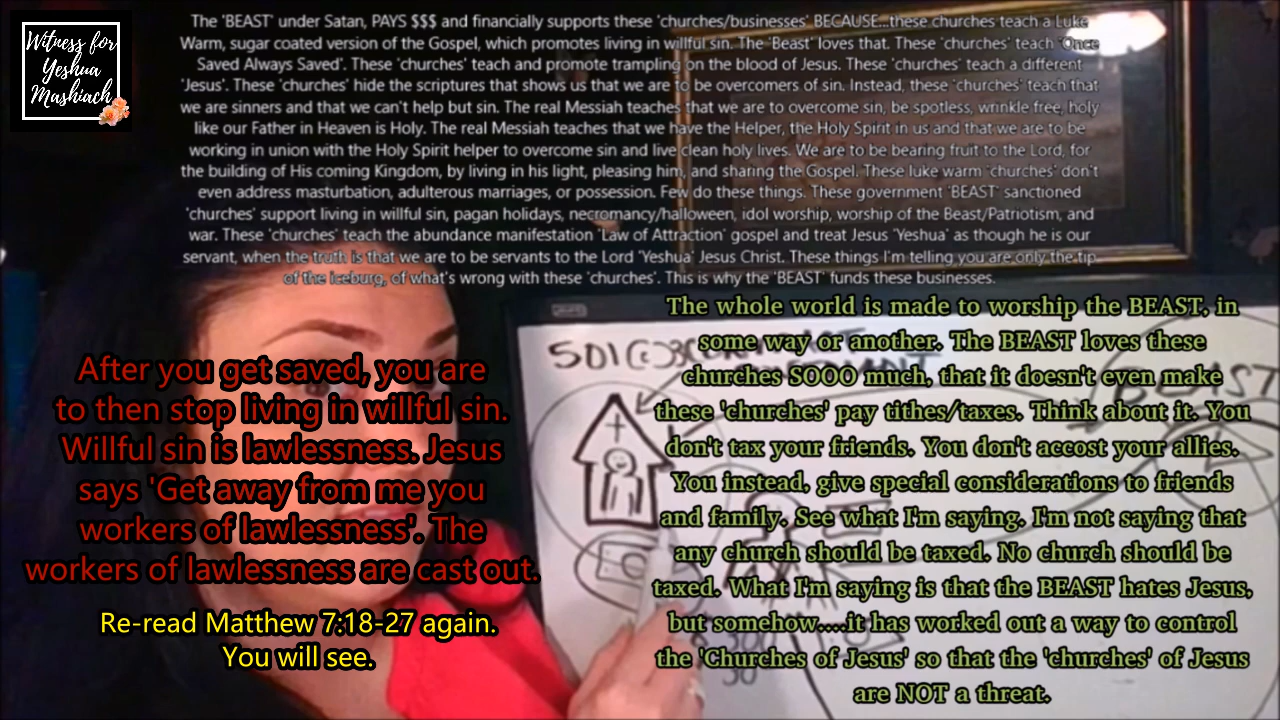 Witness for
Yeshua
Mashiach
The 'BEAST' under Satan, PAYS $$$ and financially supports these 'churches/businesses' BECAUSE...these churches teach a Luke
Warm, sugar coated version of the Gospel, which promotes living in willful sin. The 'Beast' loves that. These 'churches' teach 'Once
Saved Always Saved'. These 'churches' teach and promote trampling on the blood of Jesus. These 'churches' teach a different
'Jesus'. These 'churches' hide the scriptures that shows us that we are to be overcomers of sin. Instead, these 'churches' teach that
we are sinners and that we can't help but sin. The real Messiah teaches that we are to overcome sin, be spotless, wrinkle free, holy
like our Father in Heaven is Holy. The real Messiah teaches that we have the Helper, the Holy Spirit in us and that we are to be
working in union with the Holy Spirit helper to overcome sin and live clean holy lives. We are to be bearing fruit to the Lord, for
the building of His coming Kingdom, by living in his light, pleasing him, and sharing the Gospel. These luke warm 'churches' don't
even address masturbation, adulterous marriages, or possession. Few do these things. These government 'BEAST' sanctioned
'churches' support living in willful sin, pagan holidays, necromancy/halloween, idol worship, worship of the Beast/Patriotism, and
war. These 'churches' teach the abundance manifestation 'Law of Attraction' gospel and treat Jesus 'Yeshua' as though he is our
servant, when the truth is that we are to be servants to the Lord 'Yeshua' Jesus Christ. These things I'm telling you are only the tip
of the iceburg, of what's wrong with these 'churches'. This is why the 'BEAST' funds these businesses.
After you get saved, you are
to then stop living in willful sin.
Willful sin is lawlessness. Jesus
says 'Get away from me you
workers of lawlessness'. The
workers of lawlessness are cast out.
Re-read Matthew 7:18-27 again.
You will see.
The whole world is made to worship the BEAST, in
some way or another. The BEAST loves these
churches SOOO much, that it doesn't even make
these 'churches' pay tithes/taxes. Think about it. You
don't tax your friends. You don't accost your allies.
You instead, give special considerations to friends
and family. See what I'm saying. I'm not saying that
any church should be taxed. No church should be
taxed. What I'm saying is that the BEAST hates Jesus,
but somehow....it has worked out a way to control
the 'Churches of Jesus' so that the 'churches' of Jesus
are NOT a threat.
501(c)3
BEAST
30